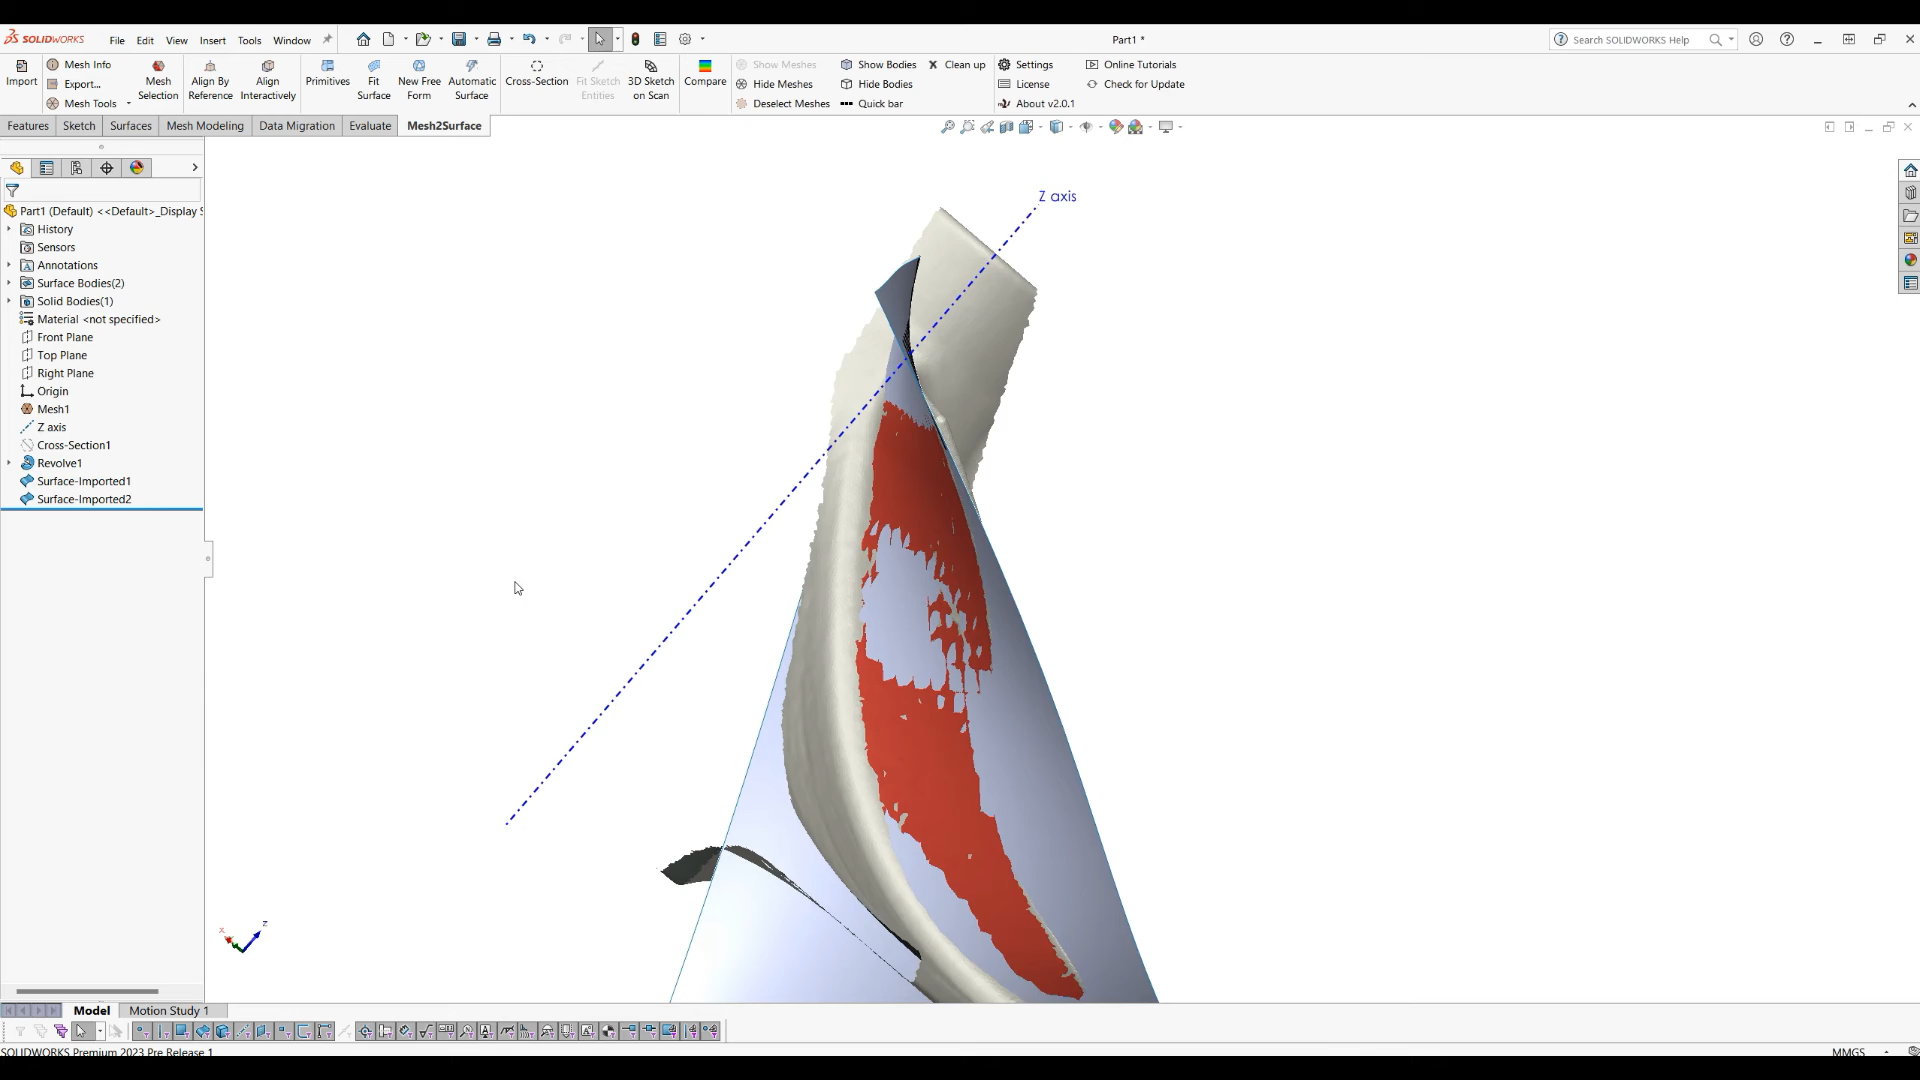 SOLIDWORKS File Edit View Insert Tools Window Part1 * Search SOLIDWORKS Help
Import Mesh Info Export... Mesh Tools Mesh Selection Align By Reference Align Interactively Primitives Fit Surface New Free Form Automatic Surface Cross-Section Fit Sketch Entities 3D Sketch on Scan Compare
Show Meshes Show Bodies Clean up Settings Online Tutorials
Hide Meshes Hide Bodies License Check for Update
Deselect Meshes Quick bar About v2.0.1
Features Sketch Surfaces Mesh Modeling Data Migration Evaluate Mesh2Surface
Part1 (Default) <<Default>_Display S
History
Sensors
Annotations
Surface Bodies(2)
Solid Bodies(1)
Material <not specified>
Front Plane
Top Plane
Right Plane
Origin
Mesh1
Z axis
Cross-Section1
Revolve1
Surface-Imported1
Surface-Imported2
Z axis
x z
Model Motion Study 1
SOLIDWORKS Premium 2023 Pre Release 1 MMGS